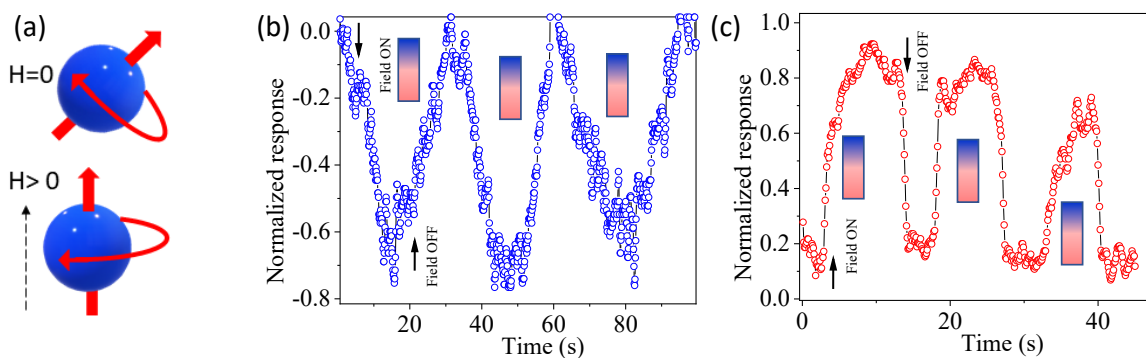 (a)
H=0
H> 0
(b)
Normalized response
0.0
-0.2
-0.4
-0.6
-0.8
Field ON
Field OFF
20
40
60
80
Time (s)
(c)
Normalized response
1.0
0.8
0.6
0.4
0.2
0.0
Field ON
Field OFF
0
20
40
Time (s)